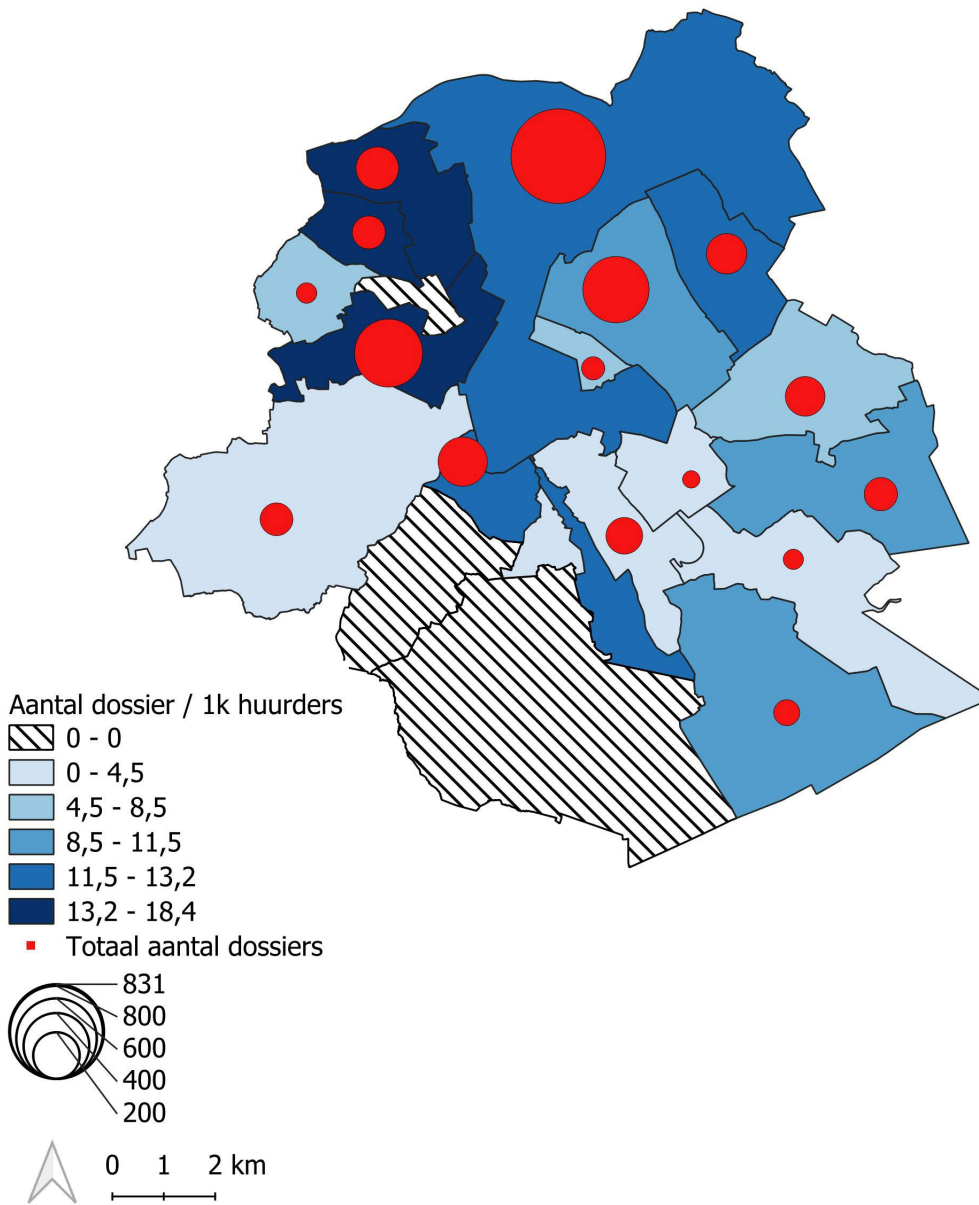 Aantal dossier / 1k huurders
0 - 0
0 - 4,5
4,5 - 8,5
8,5 - 11,5
11,5 - 13,2
13,2 - 18,4
Totaal aantal dossiers
831
800
600
400
200
0 1 2 km